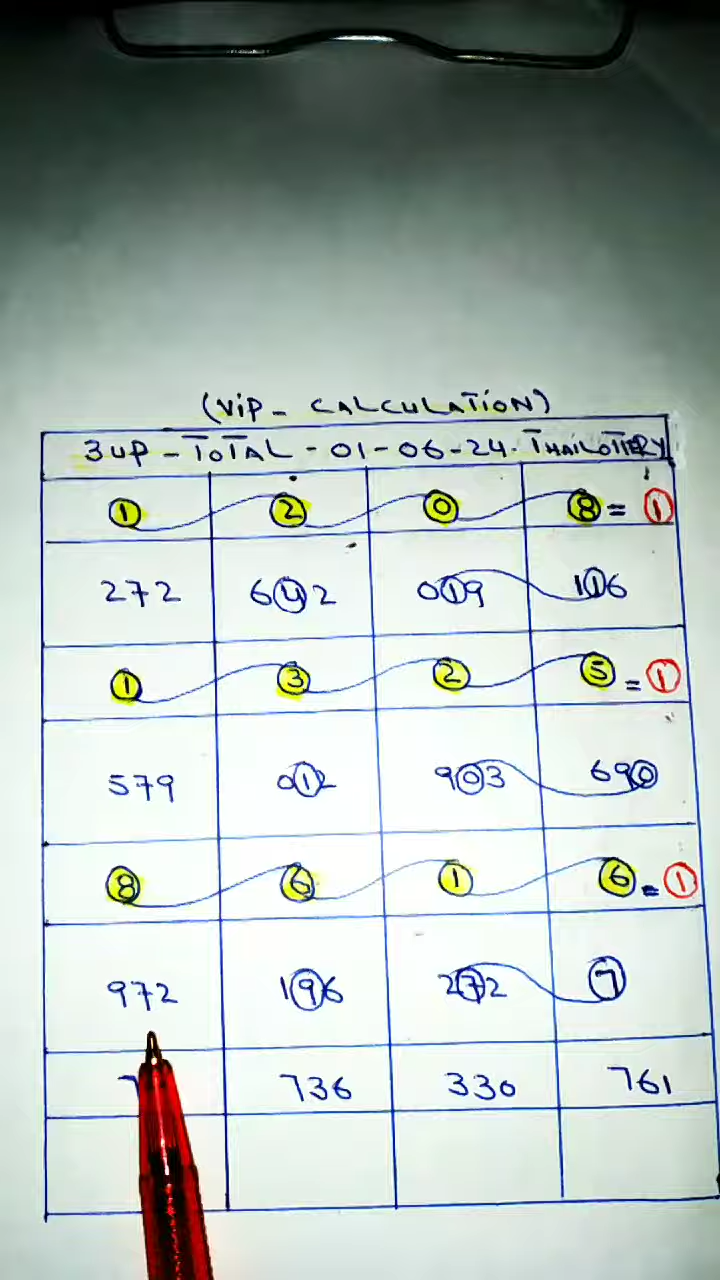 (ViP - CALCULATION)
3UP - TOTAL - 01-06-24. THAILOTTERY
1 2 0 8 = 1
272 642 019 116
1 3 2 5 = 1
579 012 903 690
8 6 1 6 = 1
972 196 272 7
736 330 761